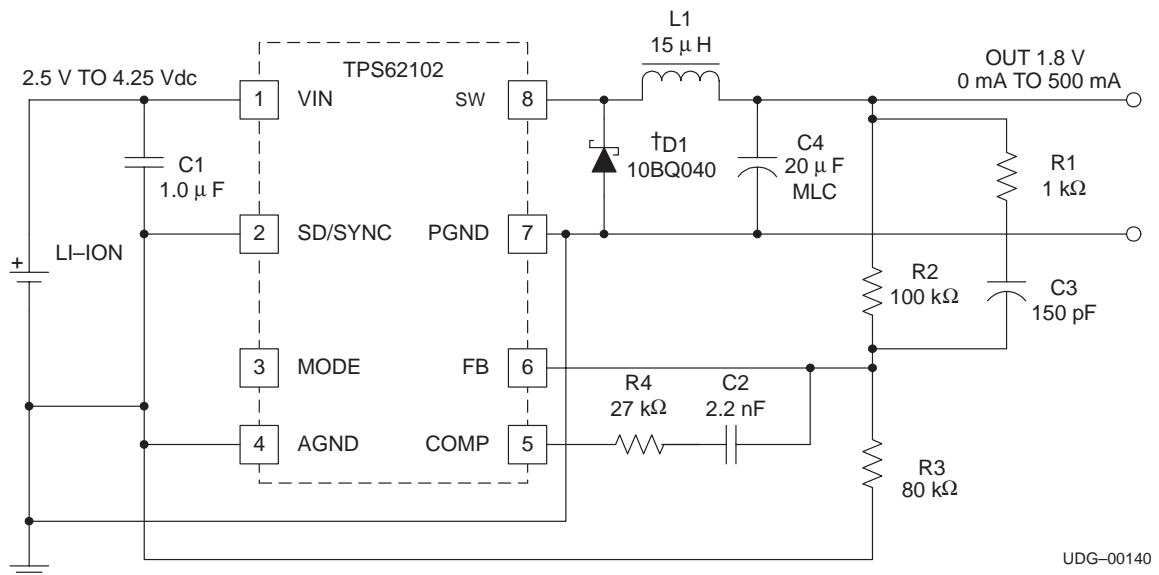 L1
15 µ H
OUT 1.8 V
0 mA TO 500 mA
2.5 V TO 4.25 Vdc
TPS62102
1 VIN
SW 8
C1
1.0 µ F
†D1
10BQ040
C4
20 µ F
MLC
R1
1 kΩ
2 SD/SYNC
PGND 7
+
LI–ION
R2
100 kΩ
C3
150 pF
3 MODE
FB 6
R4
27 kΩ
C2
2.2 nF
4 AGND
COMP 5
R3
80 kΩ
UDG–00140